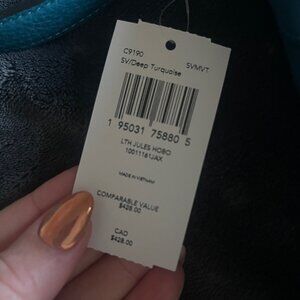 C9190 SVMVT
SV/Deep Turquoise
1 95031 75880 5
LTH JULES HOBO
10011161JAX
MADE IN VIETNAM
COMPARABLE VALUE
$428.00
CAD
$428.00